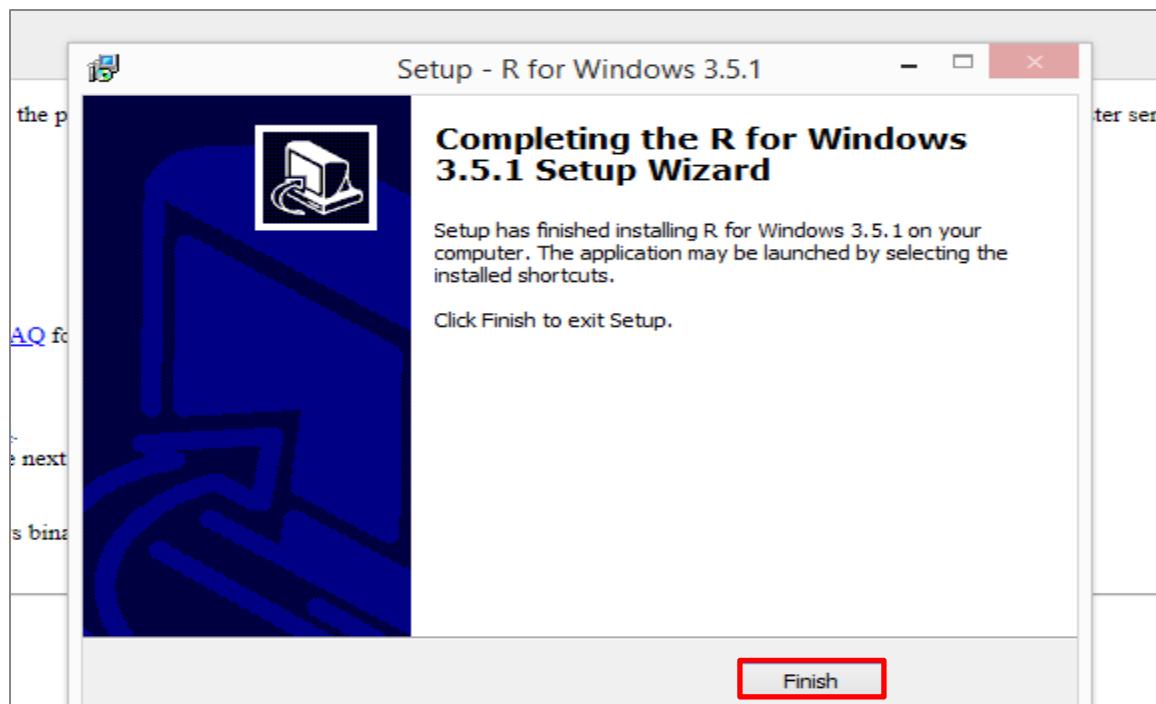 Setup - R for Windows 3.5.1
the p
ter ser
Completing the R for Windows
3.5.1 Setup Wizard
Setup has finished installing R for Windows 3.5.1 on your
computer. The application may be launched by selecting the
installed shortcuts.
AQ fo
Click Finish to exit Setup.
next
s bina
Finish